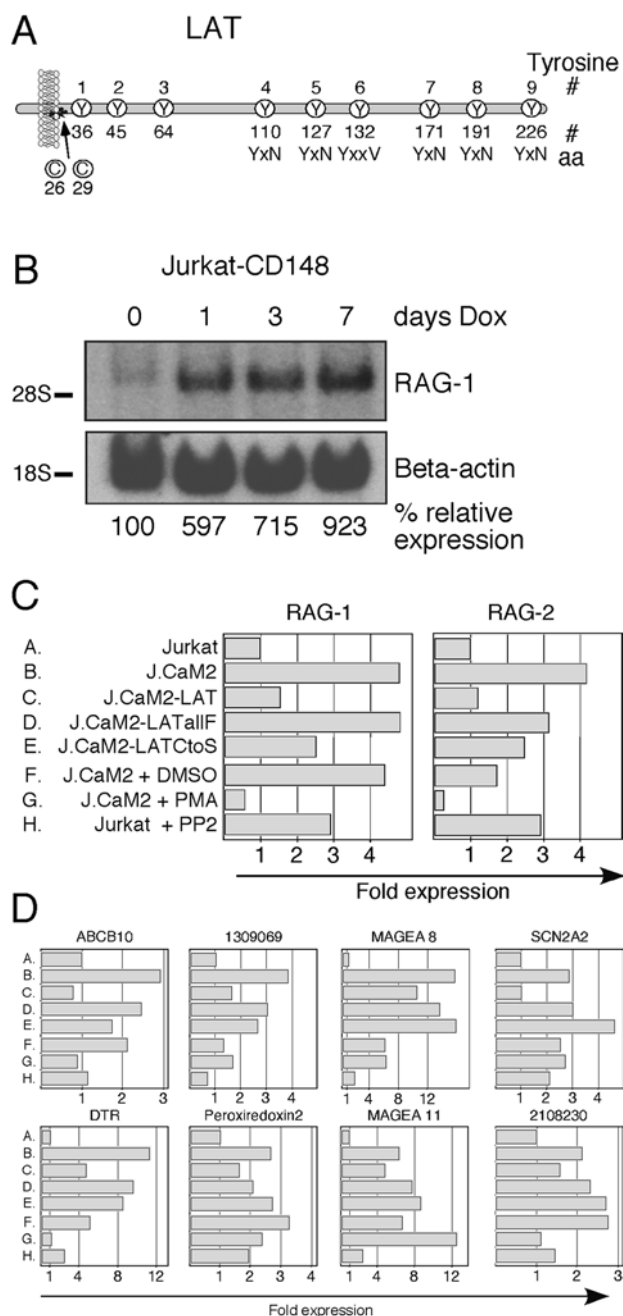 A
LAT
Tyrosine
1 2 3 4 5 6 7 8 9 #
Y Y Y Y Y Y Y Y Y
36 45 64 110 127 132 171 191 226 #
YxN YxN YxxV YxN YxN YxN aa
C C
26 29
B
Jurkat-CD148
0 1 3 7 days Dox
28S
RAG-1
18S
Beta-actin
100 597 715 923 % relative
expression
C
RAG-1 RAG-2
A. Jurkat
B. J.CaM2
C. J.CaM2-LAT
D. J.CaM2-LATallF
E. J.CaM2-LATCtoS
F. J.CaM2 + DMSO
G. J.CaM2 + PMA
H. Jurkat + PP2
1 2 3 4 1 2 3 4
Fold expression
D
ABCB10 1309069 MAGEA 8 SCN2A2
A.
B.
C.
D.
E.
F.
G.
H.
1 2 3 1 2 3 4 1 4 8 12 1 2 3 4
DTR Peroxiredoxin2 MAGEA 11 2108230
A.
B.
C.
D.
E.
F.
G.
H.
1 4 8 12 1 2 3 4 1 4 8 12 1 2 3
Fold expression